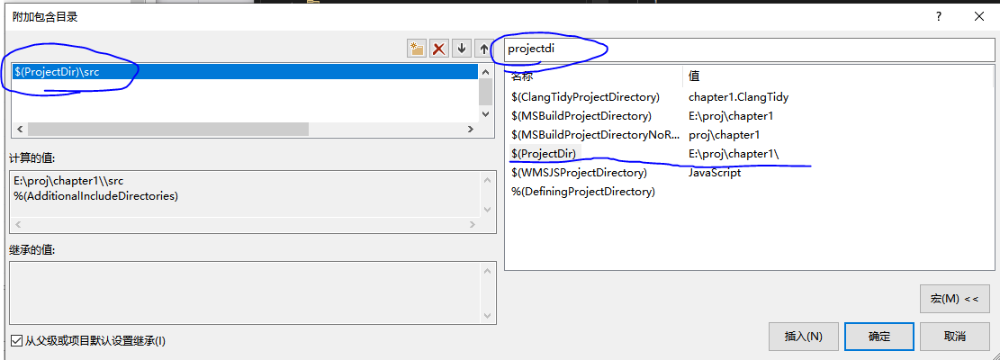 附加包含目录
?
projectdi
$(ProjectDir)\src
名称 值
$(ClangTidyProjectDirectory) chapter1.ClangTidy
$(MSBuildProjectDirectory) E:\proj\chapter1
$(MSBuildProjectDirectoryNoR... proj\chapter1
$(ProjectDir) E:\proj\chapter1\
$(WMSJSProjectDirectory) JavaScript
%(DefiningProjectDirectory)
计算的值:
E:\proj\chapter1\\src
%(AdditionalIncludeDirectories)
继承的值:
从父级或项目默认设置继承(I)
宏(M) <<
插入(N) 确定 取消